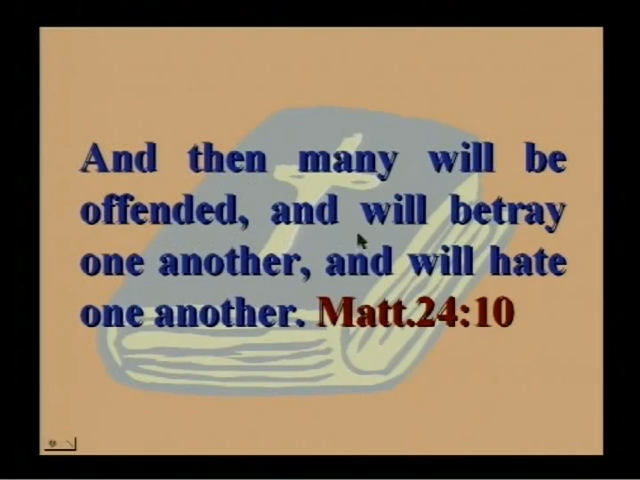 And then many will be
offended, and will betray
one another, and will hate
one another. Matt.24:10